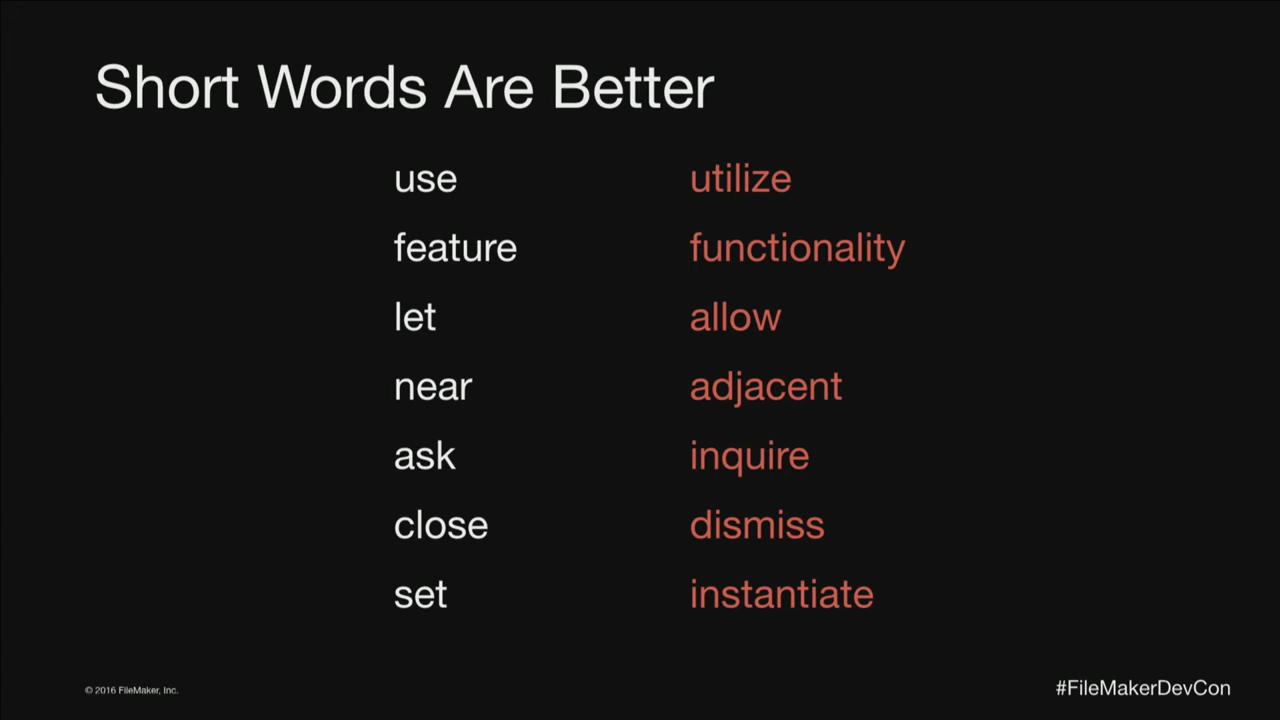 Short Words Are Better
use utilize
feature functionality
let allow
near adjacent
ask inquire
close dismiss
set instantiate
© 2016 FileMaker, Inc. #FileMakerDevCon